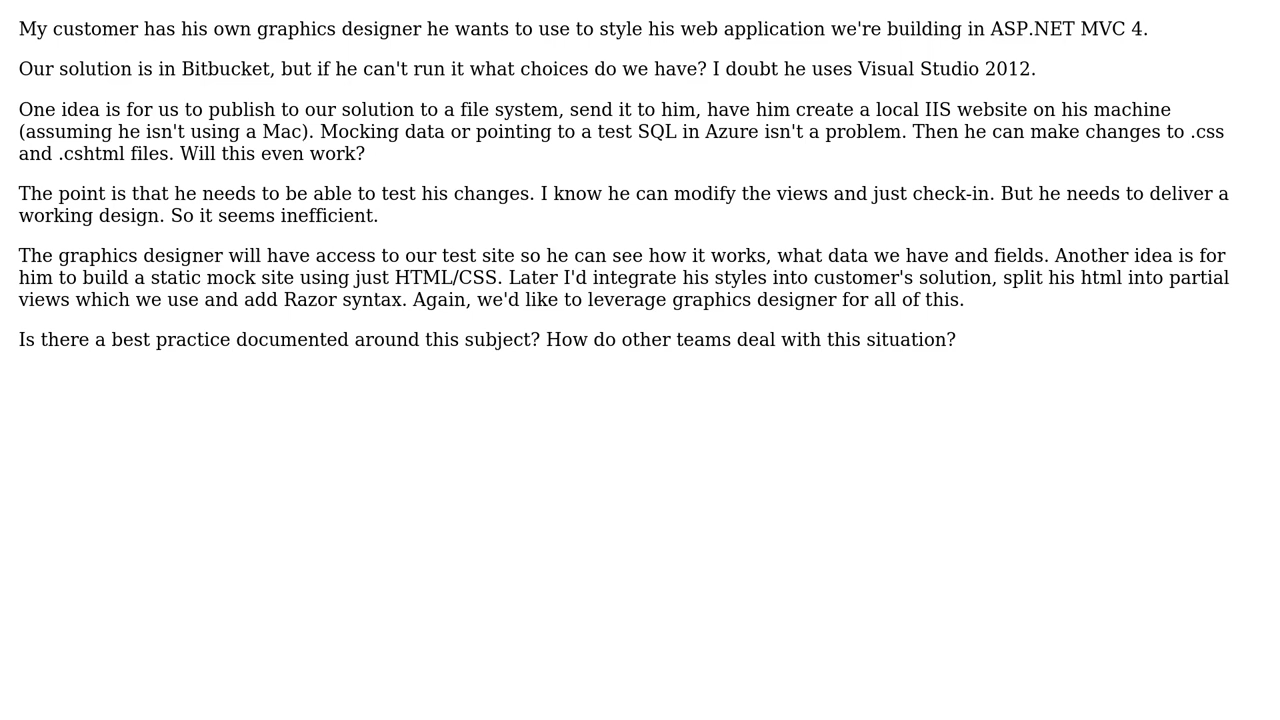 My customer has his own graphics designer he wants to use to style his web application we're building in ASP.NET MVC 4.
Our solution is in Bitbucket, but if he can't run it what choices do we have? I doubt he uses Visual Studio 2012.
One idea is for us to publish to our solution to a file system, send it to him, have him create a local IIS website on his machine
(assuming he isn't using a Mac). Mocking data or pointing to a test SQL in Azure isn't a problem. Then he can make changes to .css
and .cshtml files. Will this even work?
The point is that he needs to be able to test his changes. I know he can modify the views and just check-in. But he needs to deliver a
working design. So it seems inefficient.
The graphics designer will have access to our test site so he can see how it works, what data we have and fields. Another idea is for
him to build a static mock site using just HTML/CSS. Later I'd integrate his styles into customer's solution, split his html into partial
views which we use and add Razor syntax. Again, we'd like to leverage graphics designer for all of this.
Is there a best practice documented around this subject? How do other teams deal with this situation?